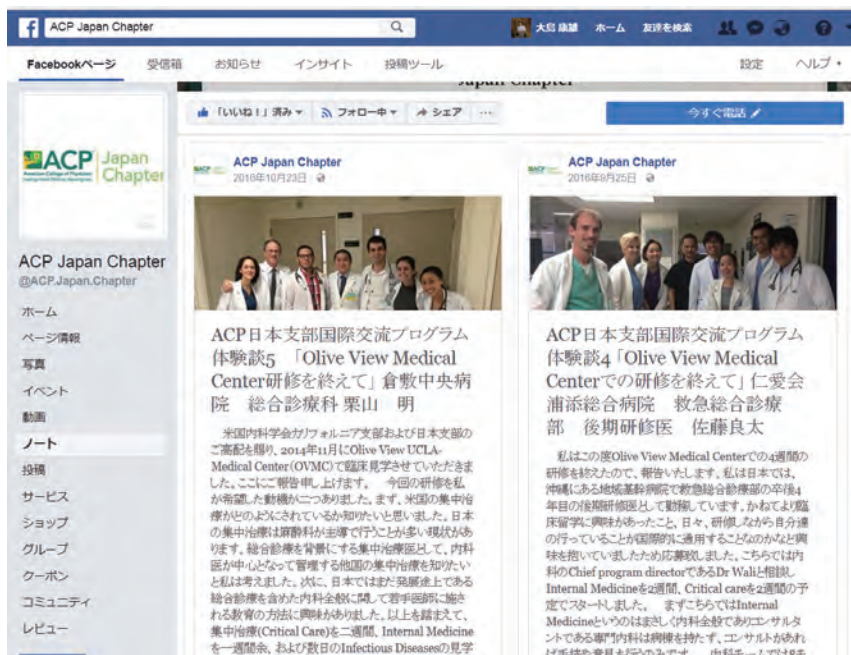 ACP Japan Chapter
大島 康雄
ホーム
友達を検索
Facebookページ
受信箱
お知らせ
インサイト
投稿ツール
設定
ヘルプ
Japan Chapter
「いいね!」済み
フォロー中
シェア
今すぐ電話
ACP Japan
American College of Physicians Chapter
ACP Japan Chapter
@ACP.Japan.Chapter
ホーム
ページ情報
写真
イベント
動画
ノート
投稿
サービス
ショップ
グループ
クーポン
コミュニティ
レビュー
ACP Japan Chapter
2016年10月23日
ACP日本支部国際交流プログラム
体験談5 「Olive View Medical
Center研修を終えて」倉敷中央病
院 総合診療科 栗山 明
米国内科学会カリフォルニア支部および日本支部の
ご高配を賜り、2014年11月にOlive View UCLA-
Medical Center(OVMC)で臨床見学させていただきま
した。ここにご報告申し上げます。 今回の研修を私
が希望した動機が二つありました。まず、米国の集中治
療がどのようにされているか知りたいと思いました。日本
の集中治療は麻酔科が主導で行うことが多い現状があ
ります。総合診療を背景にする集中治療医として、内科
医が中心となって管理する他国の集中治療を知りたい
と私は考えました。次に、日本ではまだ発展途上である
総合診療を含めた内科全般に関して若手医師に施さ
れる教育の方法に興味がありました。以上を踏まえて、
集中治療(Critical Care)を二週間、Internal Medicine
を一週間余、および数日のInfectious Diseasesの見学
ACP Japan Chapter
2016年9月25日
ACP日本支部国際交流プログラム
体験談4「Olive View Medical
Centerでの研修を終えて」仁愛会
浦添総合病院 救急総合診療
部 後期研修医 佐藤良太
私はこの度Olive View Medical Centerでの4週間の
研修を終えたので、報告いたします。私は日本では、
沖縄にある地域基幹病院で救急総合診療部の卒後4
年目の後期研修医として勤務しています。かねてより臨
床留学に興味があったこと、日々、研修しながら自分達
の行っていることが国際的に通用することなのかなど興
味を抱いていましたため応募致しました。こちらでは内
科のChief program directorであるDr Waliと相談し
Internal Medicineを2週間、Critical careを2週間の予
定でスタートしました。 まずこちらではInternal
Medicineというのはまさしく内科全般でありコンサルタ
ントである専門内科は病棟を持たず、コンサルトがあれ